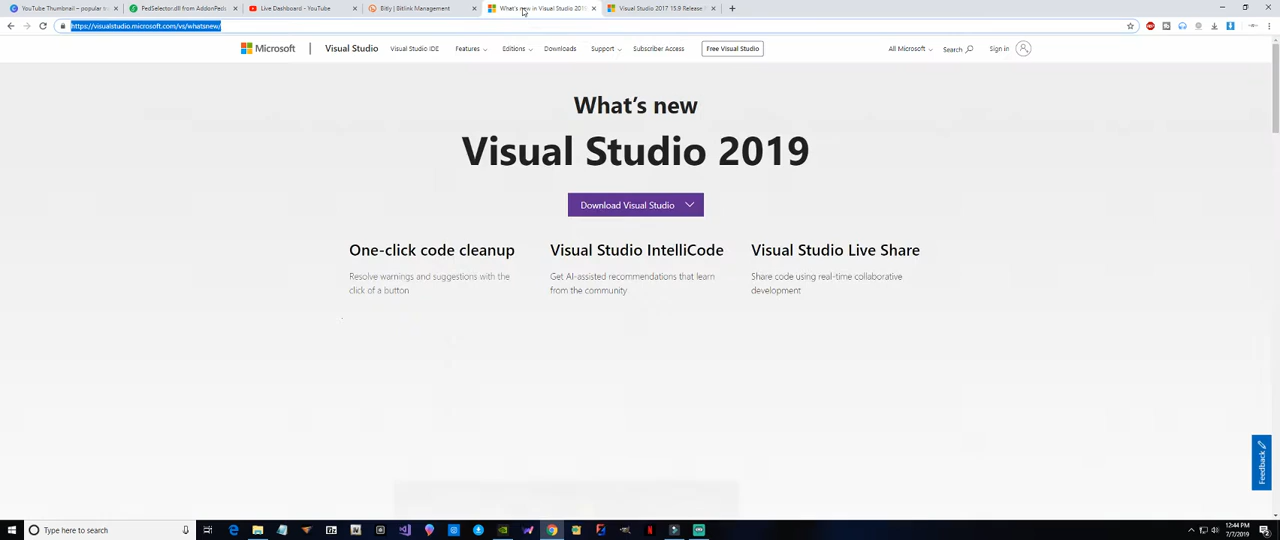 YouTube Thumbnail – popular t
PedSelector.dll from AddonPeds
Live Dashboard - YouTube
Bitly | Bitlink Management
What's new in Visual Studio 201
Visual Studio 2017 15.9 Release
https://visualstudio.microsoft.com/vs/whatsnew/
Microsoft
Visual Studio
Visual Studio IDE
Features
Editions
Downloads
Support
Subscriber Access
Free Visual Studio
All Microsoft
Search
Sign in
What's new
Visual Studio 2019
Download Visual Studio
One-click code cleanup
Resolve warnings and suggestions with the
click of a button
Visual Studio IntelliCode
Get AI-assisted recommendations that learn
from the community
Visual Studio Live Share
Share code using real-time collaborative
development
Feedback
Type here to search
12:44 PM
7/7/2019